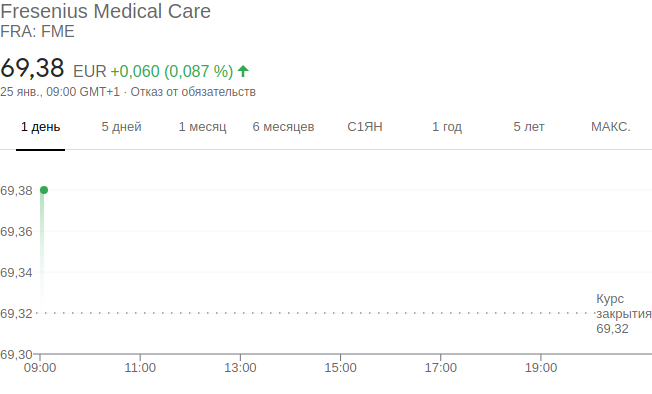 Fresenius Medical Care
FRA: FME
69,38 EUR +0,060 (0,087 %)
25 янв., 09:00 GMT+1 · Отказ от обязательств
1 день 5 дней 1 месяц 6 месяцев С1ЯН 1 год 5 лет МАКС.
69,38
69,36
69,34
Курс
69,32 закрытия
69,32
69,30
09:00 11:00 13:00 15:00 17:00 19:00